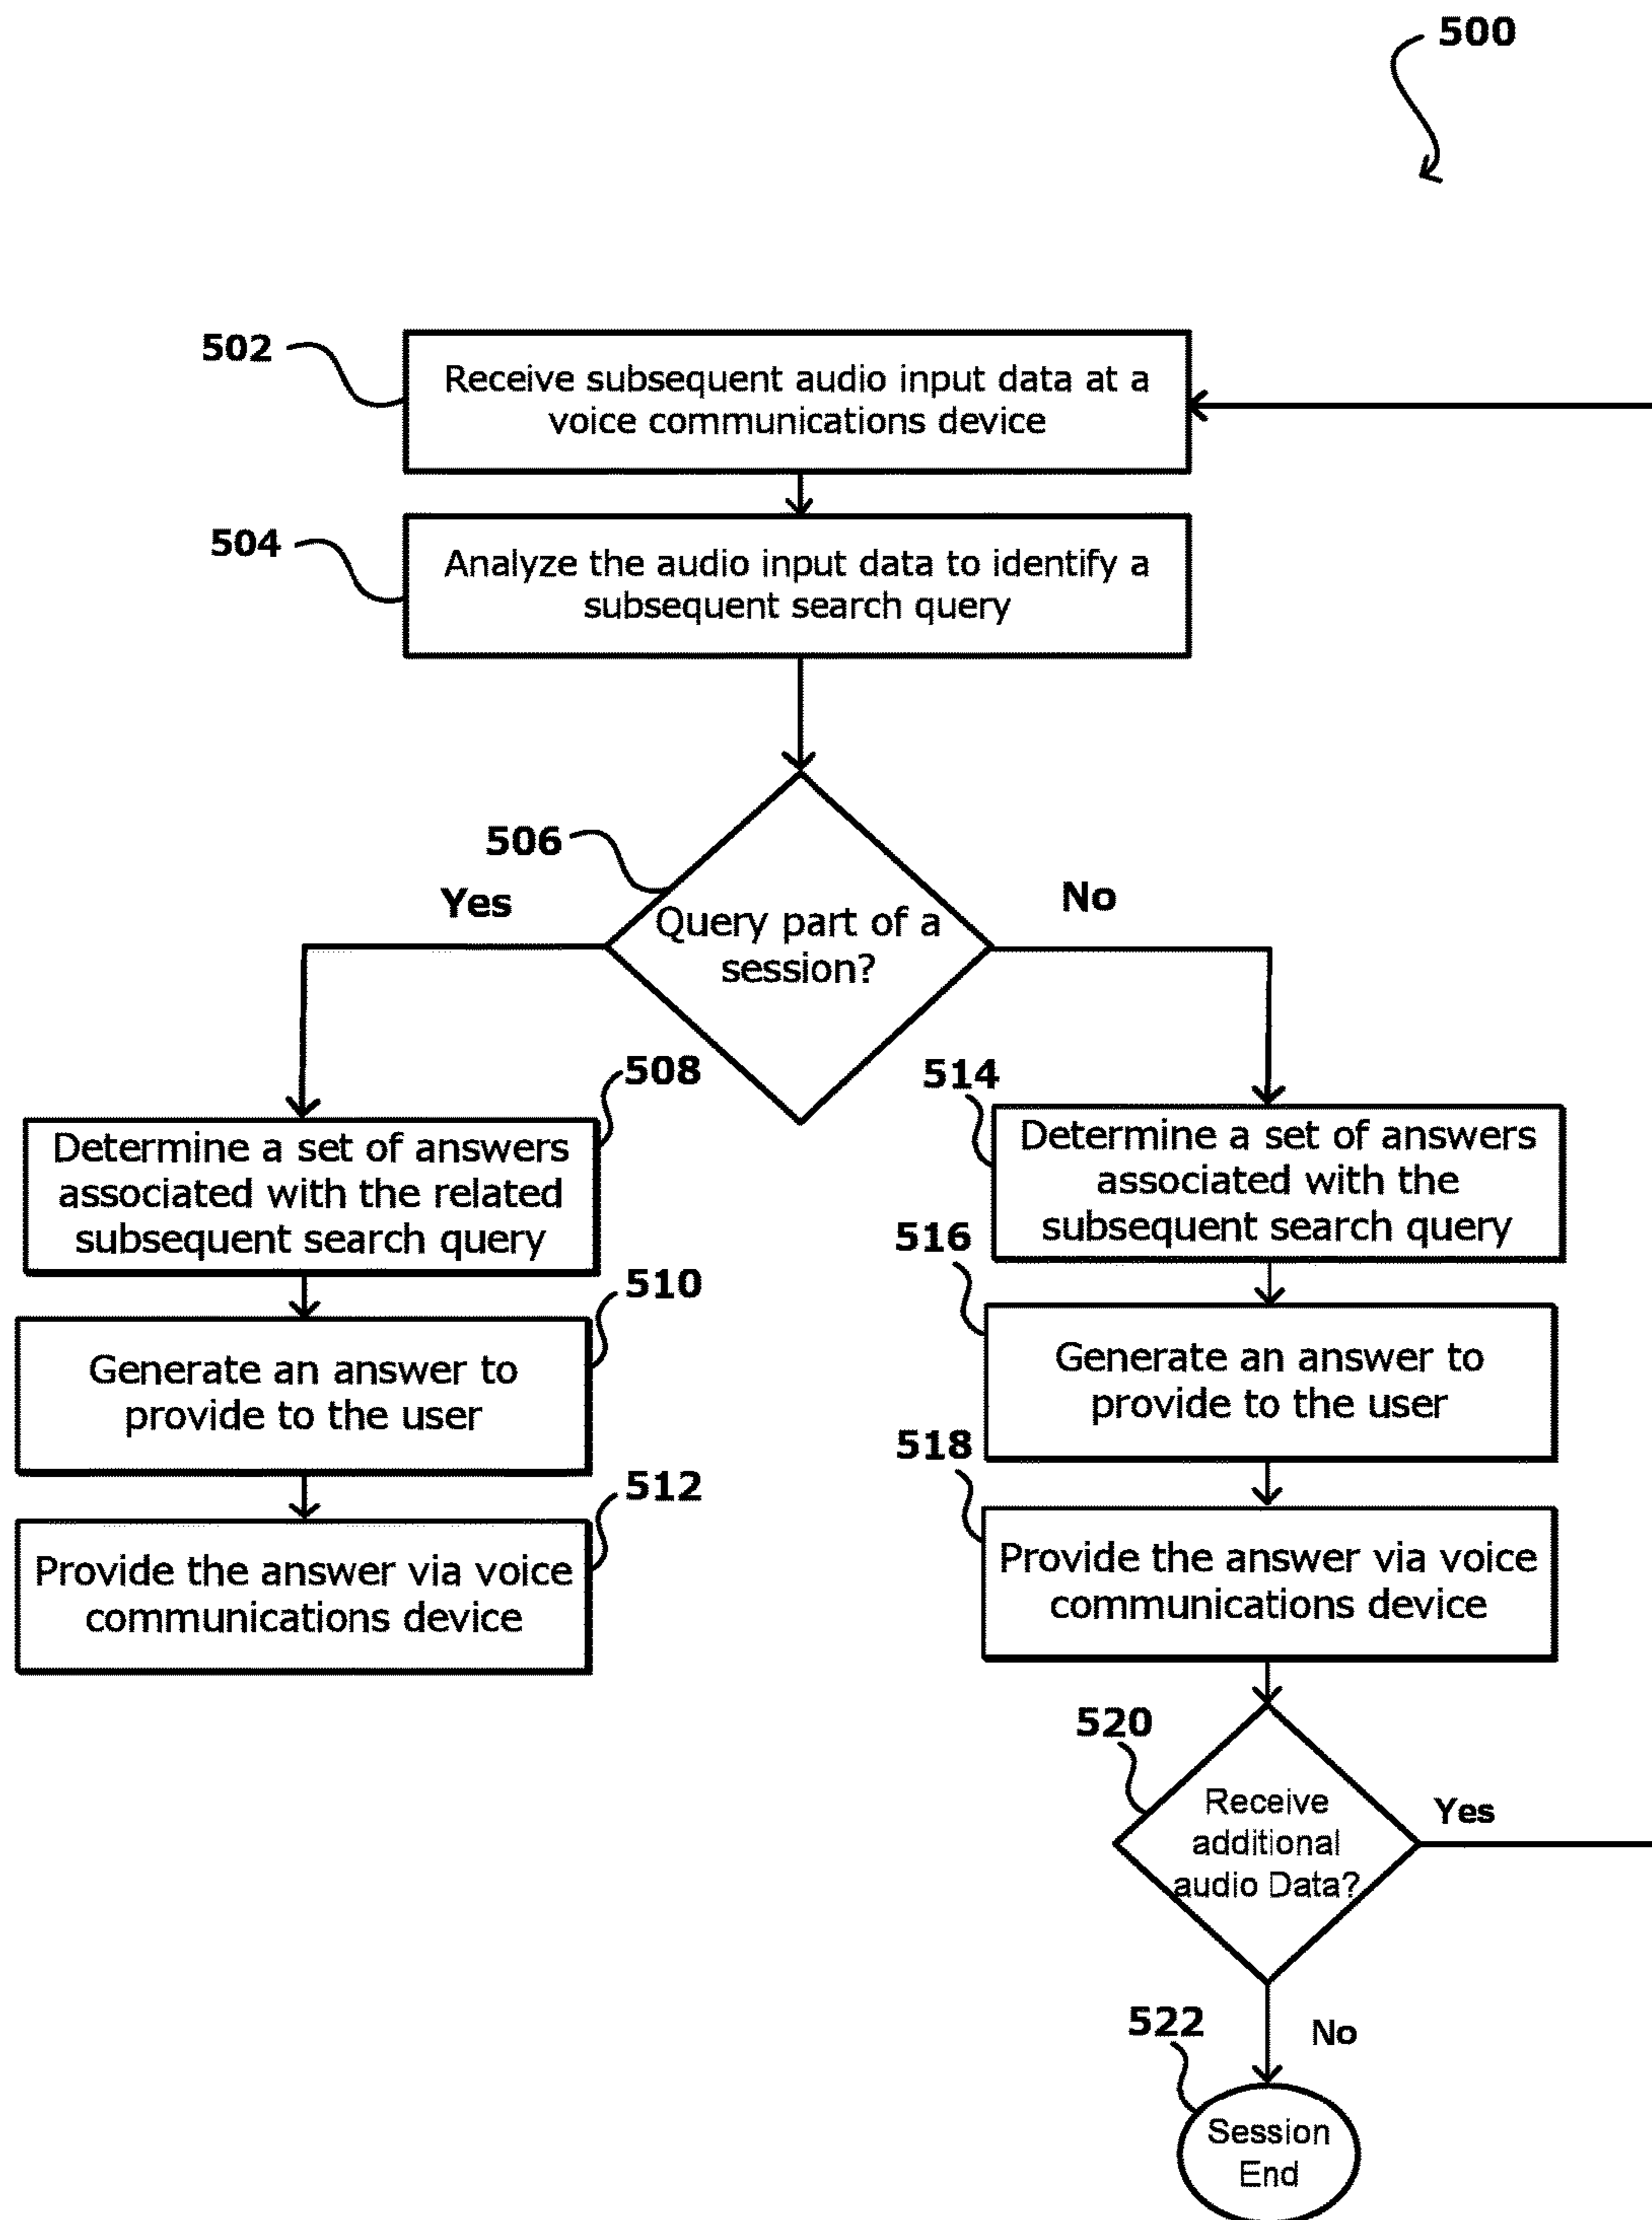 500
502
Receive subsequent audio input data at a
voice communications device
504
Analyze the audio input data to identify a
subsequent search query
506
Yes
No
Query part of a
session?
508
Determine a set of answers
associated with the related
subsequent search query
510
Generate an answer to
provide to the user
512
Provide the answer via voice
communications device
514
Determine a set of answers
associated with the
subsequent search query
516
Generate an answer to
provide to the user
518
Provide the answer via voice
communications device
520
Receive
additional
audio Data?
Yes
No
522
Session
End